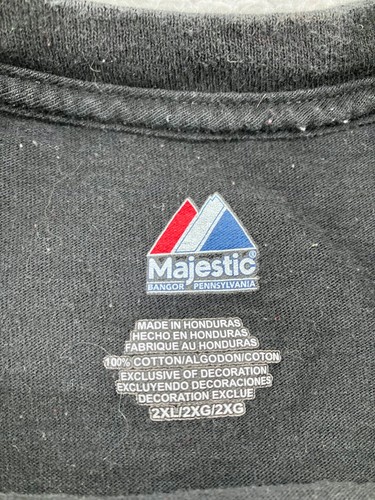 Majestic®
BANGOR PENNSYLVANIA
MADE IN HONDURAS
HECHO EN HONDURAS
FABRIQUE AU HONDURAS
100% COTTON/ALGODON/COTON
EXCLUSIVE OF DECORATION
EXCLUYENDO DECORACIONES
DECORATION EXCLUE
2XL/2XG/2XG